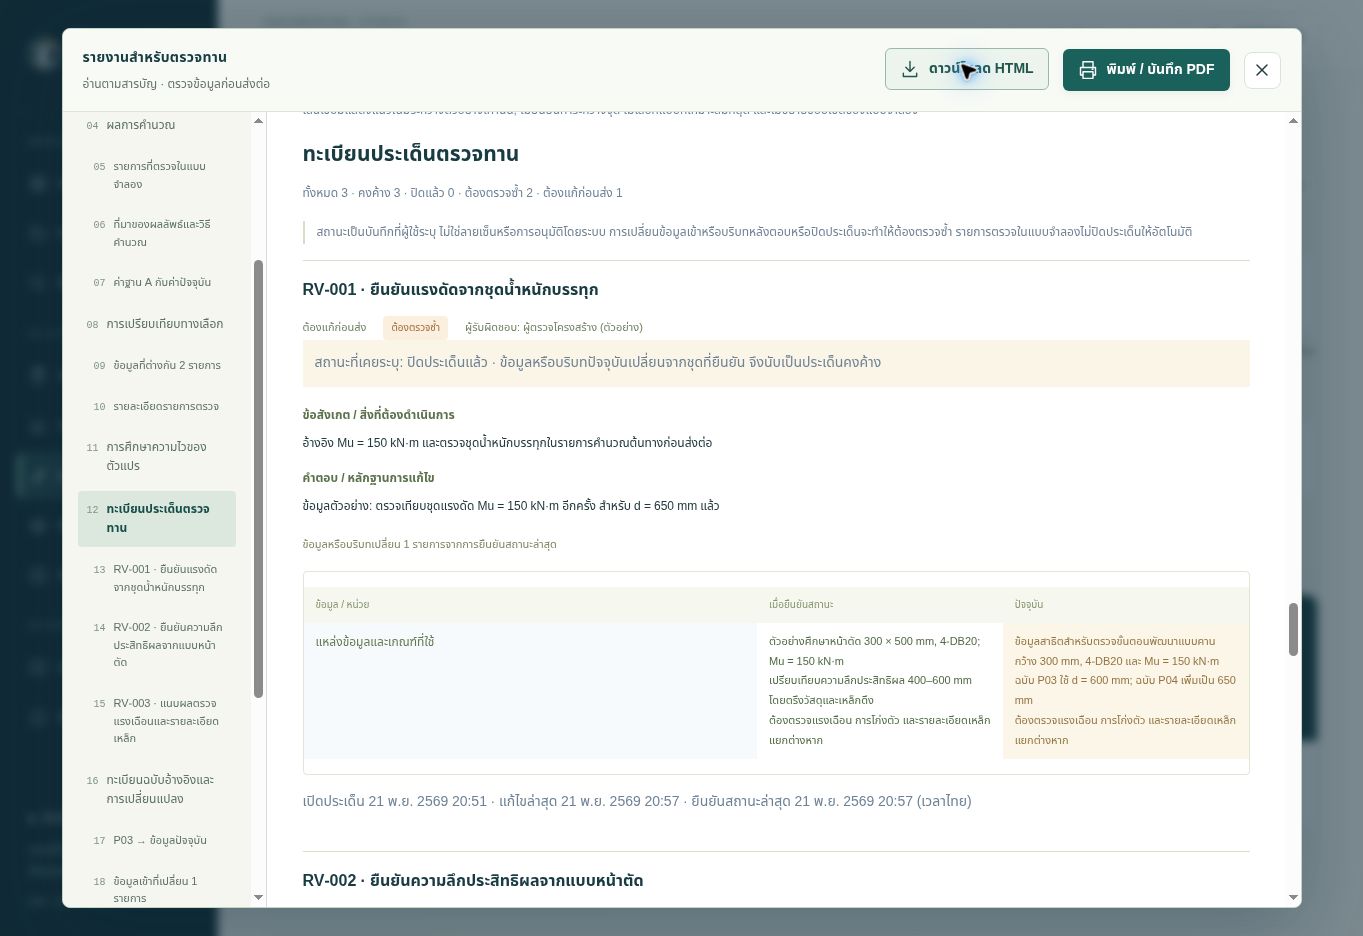 รายงานสำหรับตรวจทาน
อ่านตามสารบัญ · ตรวจข้อมูลก่อนส่งต่อ
HTML
พิมพ์ / บันทึก PDF
04 ผลการคำนวณ
05 รายการที่ตรวจในแบบ
จำลอง
06 ที่มาของผลลัพธ์และวิธี
คำนวณ
07 ค่าฐาน A กับค่าปัจจุบัน
08 การเปรียบเทียบทางเลือก
09 ข้อมูลที่ต่างกัน 2 รายการ
10 รายละเอียดรายการตรวจ
11 การศึกษาความไวของ
ตัวแปร
12 ทะเบียนประเด็นตรวจ
ทาน
13 RV-001 · ยืนยันแรงดัด
จากชุดน้ำหนักบรรทุก
14 RV-002 · ยืนยันความลึก
ประสิทธิผลจากแบบหน้า
ตัด
15 RV-003 · แนบผลตรวจ
แรงเฉือนและรายละเอียด
เหล็ก
16 ทะเบียนฉบับอ้างอิงและ
การเปลี่ยนแปลง
17 P03 → ข้อมูลปัจจุบัน
18 ข้อมูลเข้าที่เปลี่ยน 1
รายการ
ทะเบียนประเด็นตรวจทาน
ทั้งหมด 3 · คงค้าง 3 · ปิดแล้ว 0 · ต้องตรวจซ้ำ 2 · ต้องแก้ก่อนส่ง 1
สถานะเป็นบันทึกที่ผู้ใช้ระบุ ไม่ใช่ลายเซ็นหรือการอนุมัติโดยระบบ การเปลี่ยนข้อมูลเข้าหรือบริบทหลังตอบหรือปิดประเด็นจะทำให้ต้องตรวจซ้ำ รายการตรวจในแบบจำลองไม่ปิดประเด็นให้อัตโนมัติ
RV-001 · ยืนยันแรงดัดจากชุดน้ำหนักบรรทุก
ต้องแก้ก่อนส่ง ต้องตรวจซ้ำ ผู้รับผิดชอบ: ผู้ตรวจโครงสร้าง (ตัวอย่าง)
สถานะที่เคยระบุ: ปิดประเด็นแล้ว · ข้อมูลหรือบริบทปัจจุบันเปลี่ยนจากชุดที่ยืนยัน จึงนับเป็นประเด็นคงค้าง
ข้อสังเกต / สิ่งที่ต้องดำเนินการ
อ้างอิง Mu = 150 kN·m และตรวจชุดน้ำหนักบรรทุกในรายการคำนวณต้นทางก่อนส่งต่อ
คำตอบ / หลักฐานการแก้ไข
ข้อมูลตัวอย่าง: ตรวจเทียบชุดแรงดัด Mu = 150 kN·m อีกครั้ง สำหรับ d = 650 mm แล้ว
ข้อมูลหรือบริบทเปลี่ยน 1 รายการจากการยืนยันสถานะล่าสุด
ข้อมูล / หน่วย เมื่อยืนยันสถานะ ปัจจุบัน
แหล่งข้อมูลและเกณฑ์ที่ใช้
ตัวอย่างศึกษาหน้าตัด 300 × 500 mm, 4-DB20;
Mu = 150 kN·m
เปรียบเทียบความลึกประสิทธิผล 400–600 mm
โดยตรึงวัสดุและเหล็กดึง
ต้องตรวจแรงเฉือน การโก่งตัว และรายละเอียดเหล็ก
แยกต่างหาก
ข้อมูลสาธิตสำหรับตรวจขั้นตอนพัฒนาแบบคาน
กว้าง 300 mm, 4-DB20 และ Mu = 150 kN·m
ฉบับ P03 ใช้ d = 600 mm; ฉบับ P04 เพิ่มเป็น 650
mm
ต้องตรวจแรงเฉือน การโก่งตัว และรายละเอียดเหล็ก
แยกต่างหาก
เปิดประเด็น 21 พ.ย. 2569 20:51 · แก้ไขล่าสุด 21 พ.ย. 2569 20:57 · ยืนยันสถานะล่าสุด 21 พ.ย. 2569 20:57 (เวลาไทย)
RV-002 · ยืนยันความลึกประสิทธิผลจากแบบหน้าตัด